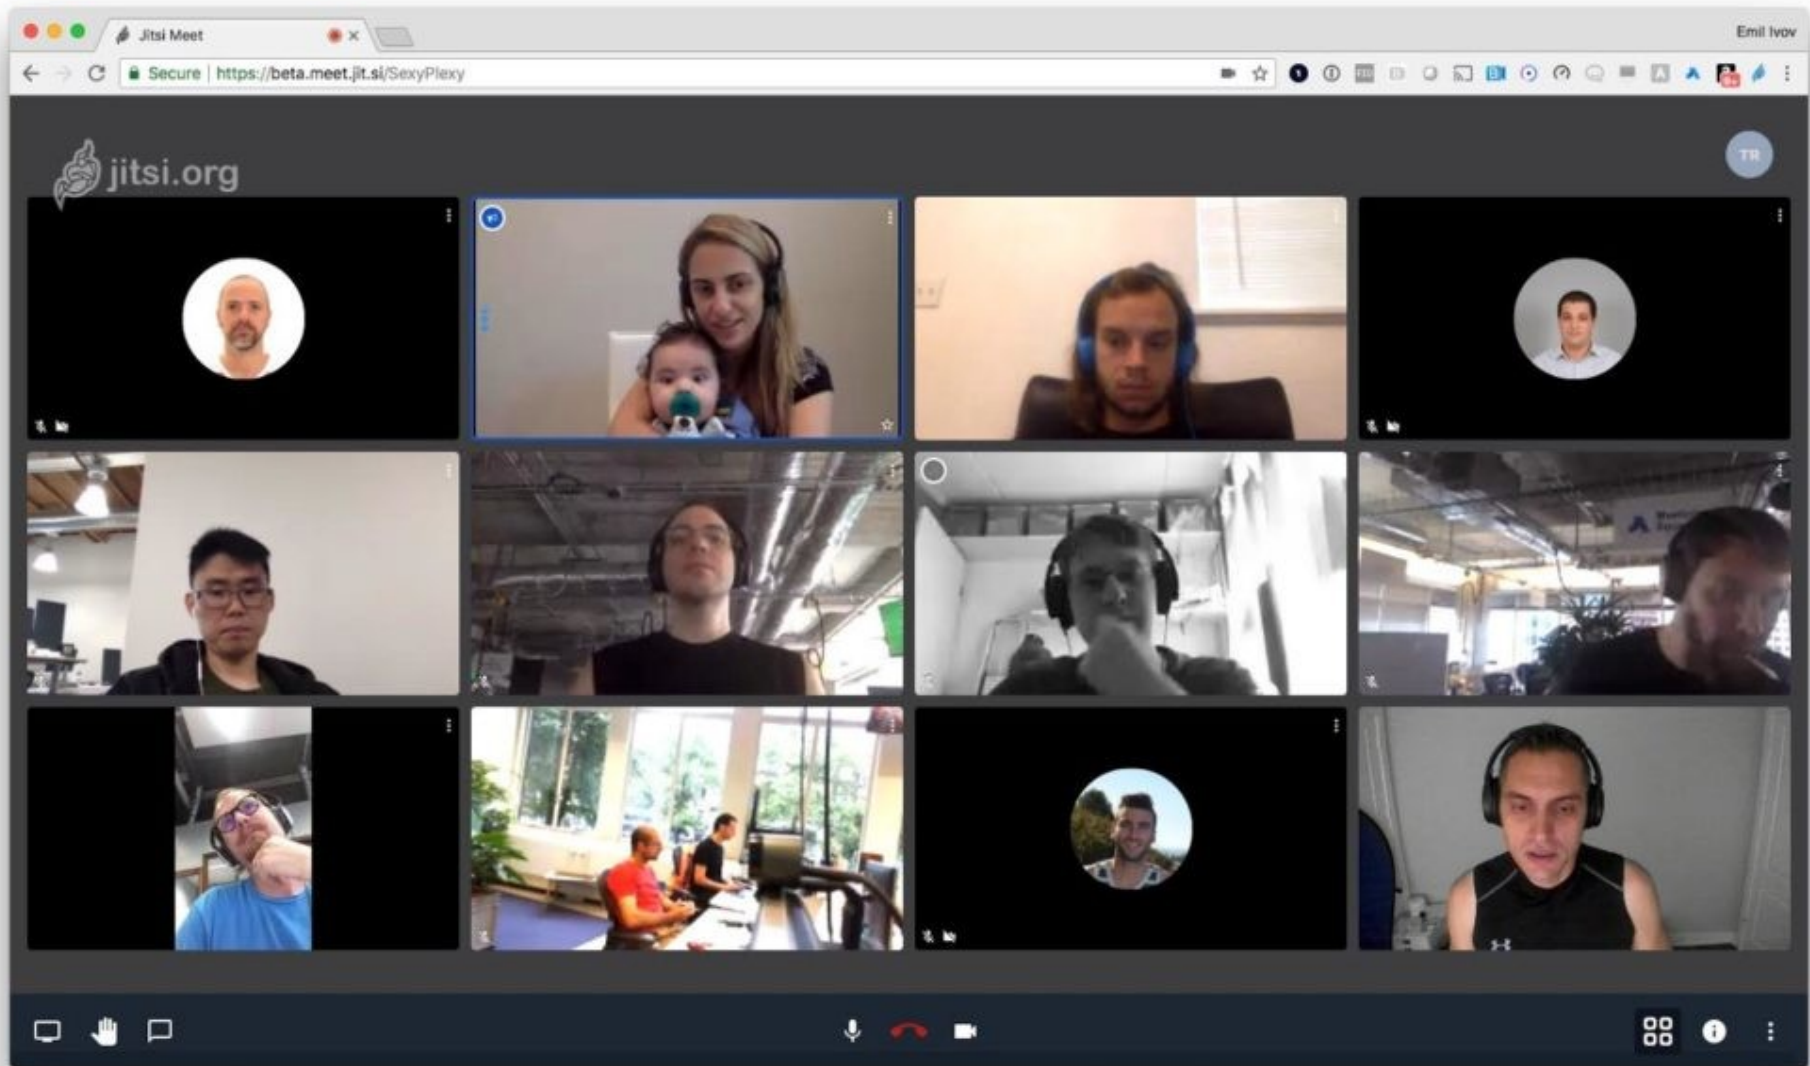 Jitsi Meet
Emil Ivov
Secure | https://beta.meet.jit.si/SexyPlexy
jitsi.org
TR